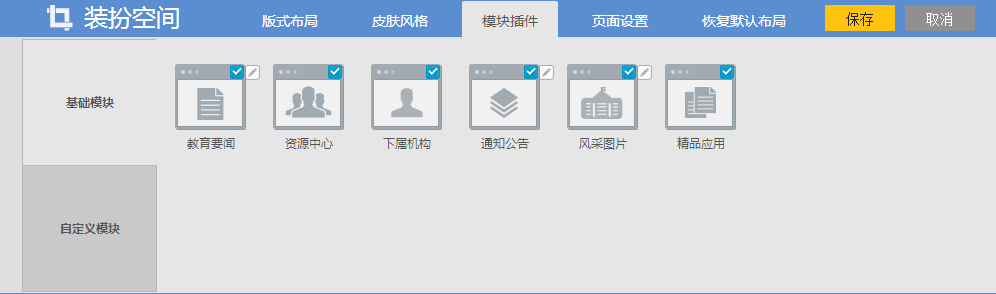 装扮空间
版式布局
皮肤风格
模块插件
页面设置
恢复默认布局
保存
取消
基础模块
教育要闻
资源中心
下属机构
通知公告
风采图片
精品应用
自定义模块